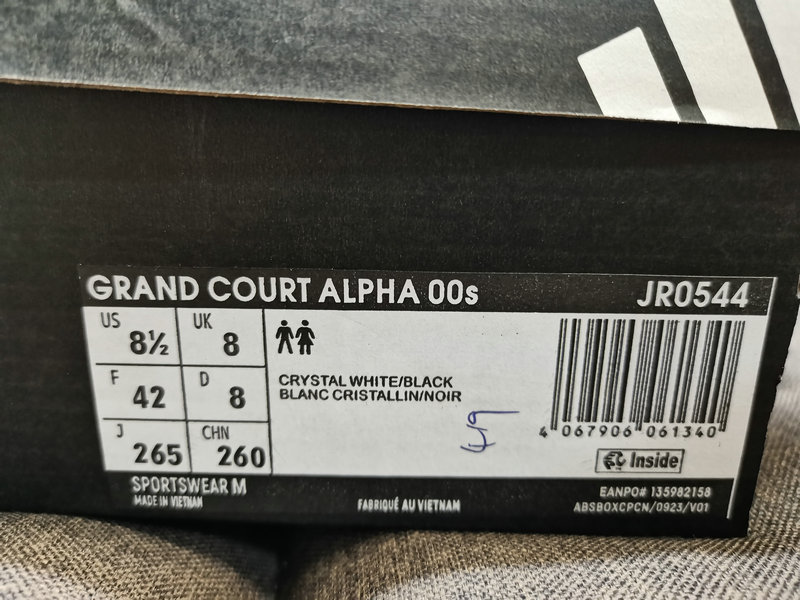 GRAND COURT ALPHA 00s JR0544
US 8½ UK 8
F 42 D 8
J 265 CHN 260
CRYSTAL WHITE/BLACK
BLANC CRISTALLIN/NOIR
4 067906 061340
Inside
SPORTSWEAR M
MADE IN VIETNAM
FABRIQUÉ AU VIETNAM
EANPO# 135982158
ABSBOXCPCN/0923/V01